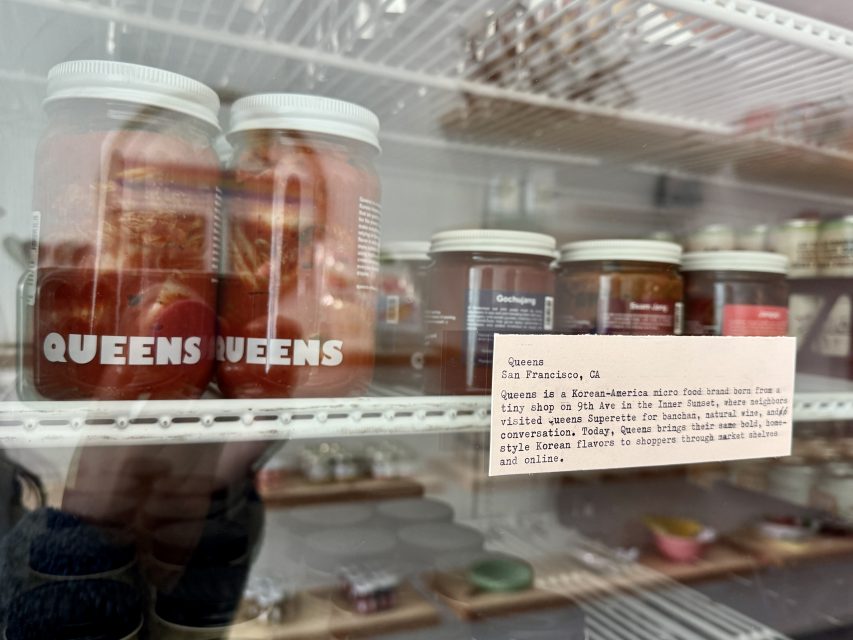 QUEENS
QUEENS
Gochujang
Ssam Jang
Queens
San Francisco, CA
Queens is a Korean-America micro food brand born from a
tiny shop on 9th Ave in the Inner Sunset, where neighbors
visited queens Superette for banchan, natural wine, and
conversation. Today, Queens brings their same bold, home-
style Korean flavors to shoppers through market shelves
and online.